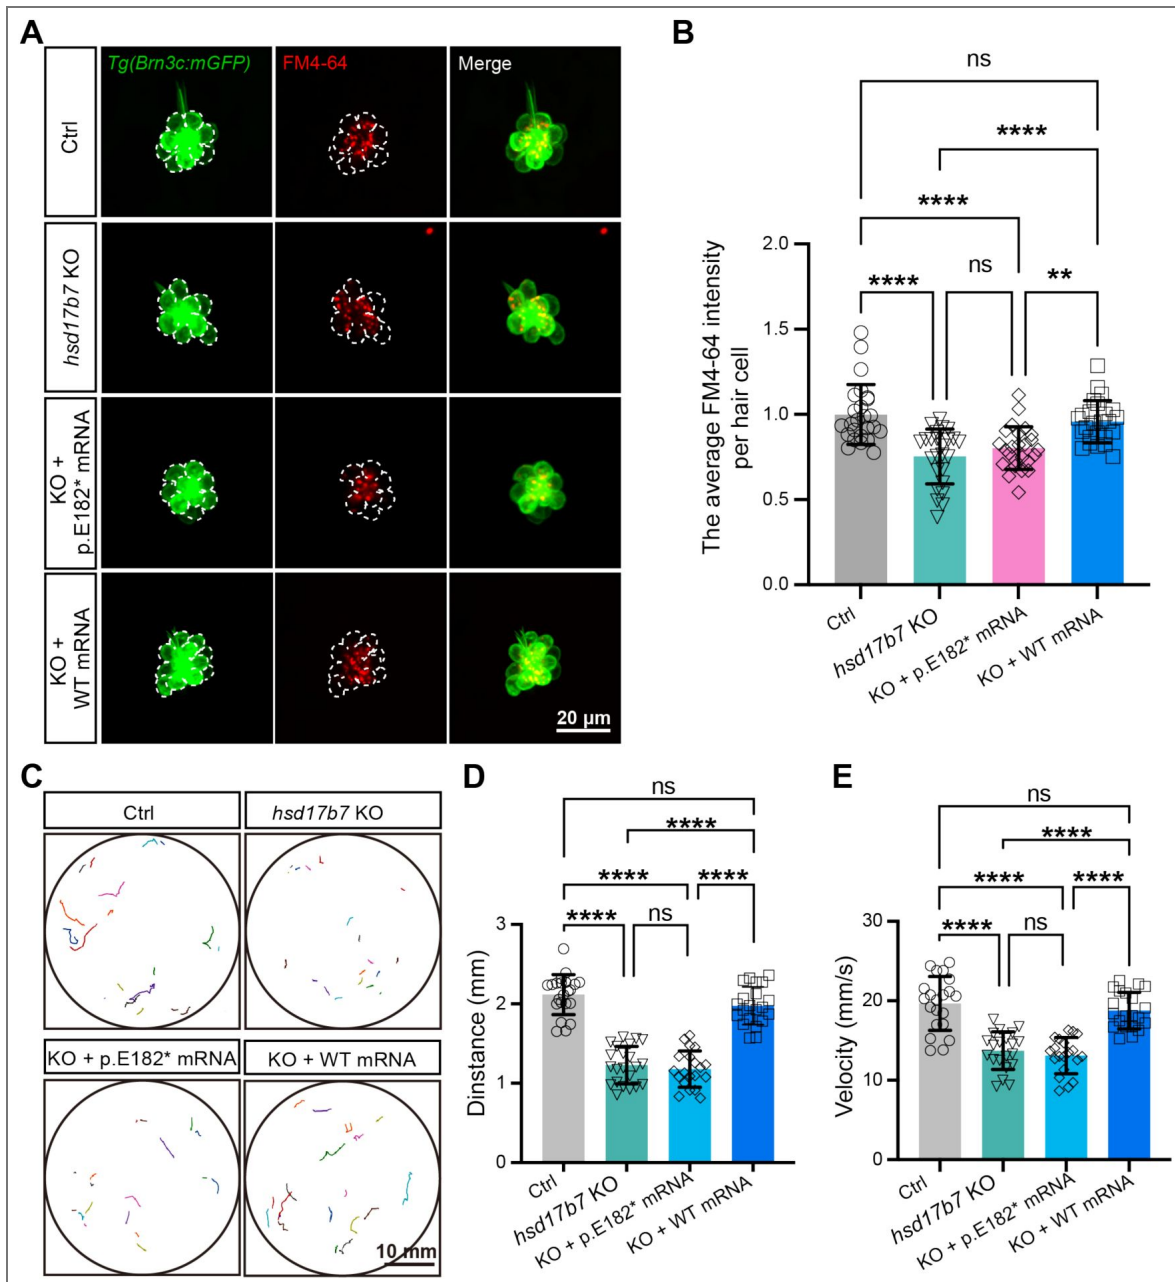 A
Tg(Brn3c:mGFP)
FM4-64
Merge
Ctrl
hsd17b7 KO
KO +
p.E182* mRNA
KO +
WT mRNA
20 µm
B
ns
****
****
ns
****
**
The average FM4-64 intensity
per hair cell
2.0
1.5
1.0
0.5
0.0
Ctrl
hsd17b7 KO
KO + p.E182* mRNA
KO + WT mRNA
C
Ctrl
hsd17b7 KO
KO + p.E182* mRNA
KO + WT mRNA
10 mm
D
ns
****
****
****
****
ns
Dinstance (mm)
3
2
1
0
Ctrl
hsd17b7 KO
KO + p.E182* mRNA
KO + WT mRNA
E
ns
****
****
****
****
ns
Velocity (mm/s)
30
20
10
0
Ctrl
hsd17b7 KO
KO + p.E182* mRNA
KO + WT mRNA